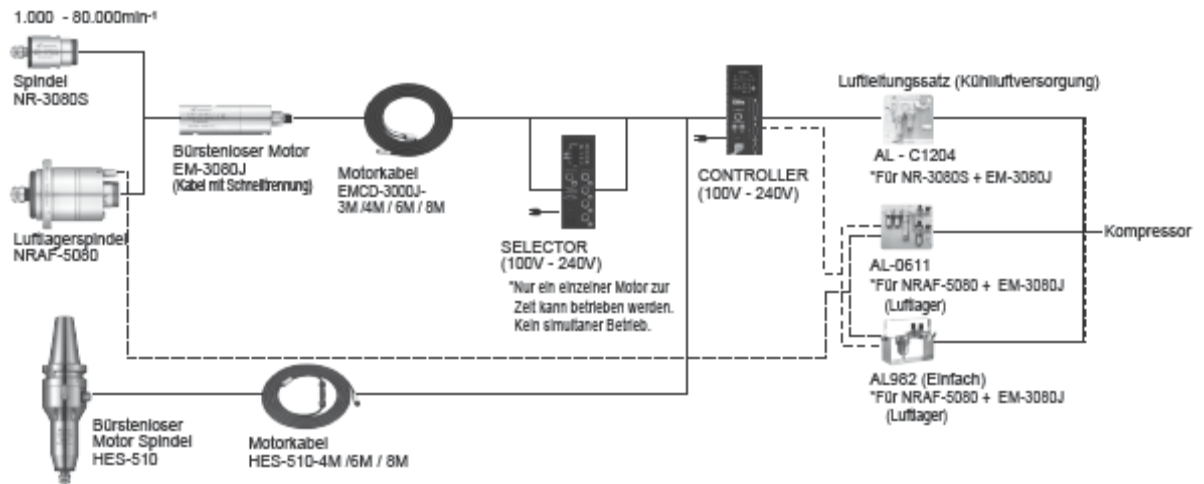 1.000 - 80.000min-¹
Spindel
NR-3080S
Luftlagerspindel
NRAF-5080
Bürstenloser Motor
EM-3080J
(Kabel mit Schnelltrennung)
Motorkabel
EMCD-3000J-
3M /4M / 6M / 8M
SELECTOR
(100V - 240V)
*Nur ein einzelner Motor zur
Zeit kann betrieben werden.
Kein simultaner Betrieb.
CONTROLLER
(100V - 240V)
Luftleitungssatz (Kühlluftversorgung)
AL - C1204
*Für NR-3080S + EM-3080J
AL-0611
*Für NRAF-5080 + EM-3080J
(Luftlager)
Kompressor
AL982 (Einfach)
*Für NRAF-5080 + EM-3080J
(Luftlager)
Bürstenloser
Motor Spindel
HES-510
Motorkabel
HES-510-4M /6M / 8M